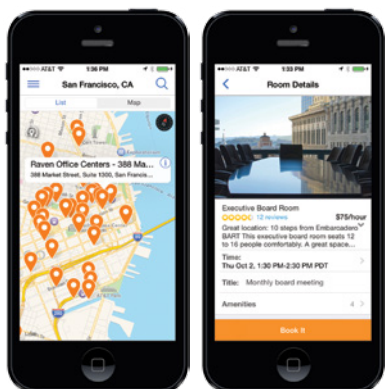 AT&T 1:36 PM
San Francisco, CA
List Map
Raven Office Centers - 388 Ma...
388 Market Street, Suite 1300, San Francis...
Legal
AT&T 1:33 PM
Room Details
Executive Board Room
12 reviews $75/hour
Great location: 10 steps from Embarcadero
BART This executive board room seats 12
to 16 people comfortably. A great space...
Time:
Thu Oct 2, 1:30 PM-2:30 PM PDT
Title: Monthly board meeting
Amenities 4
Book It